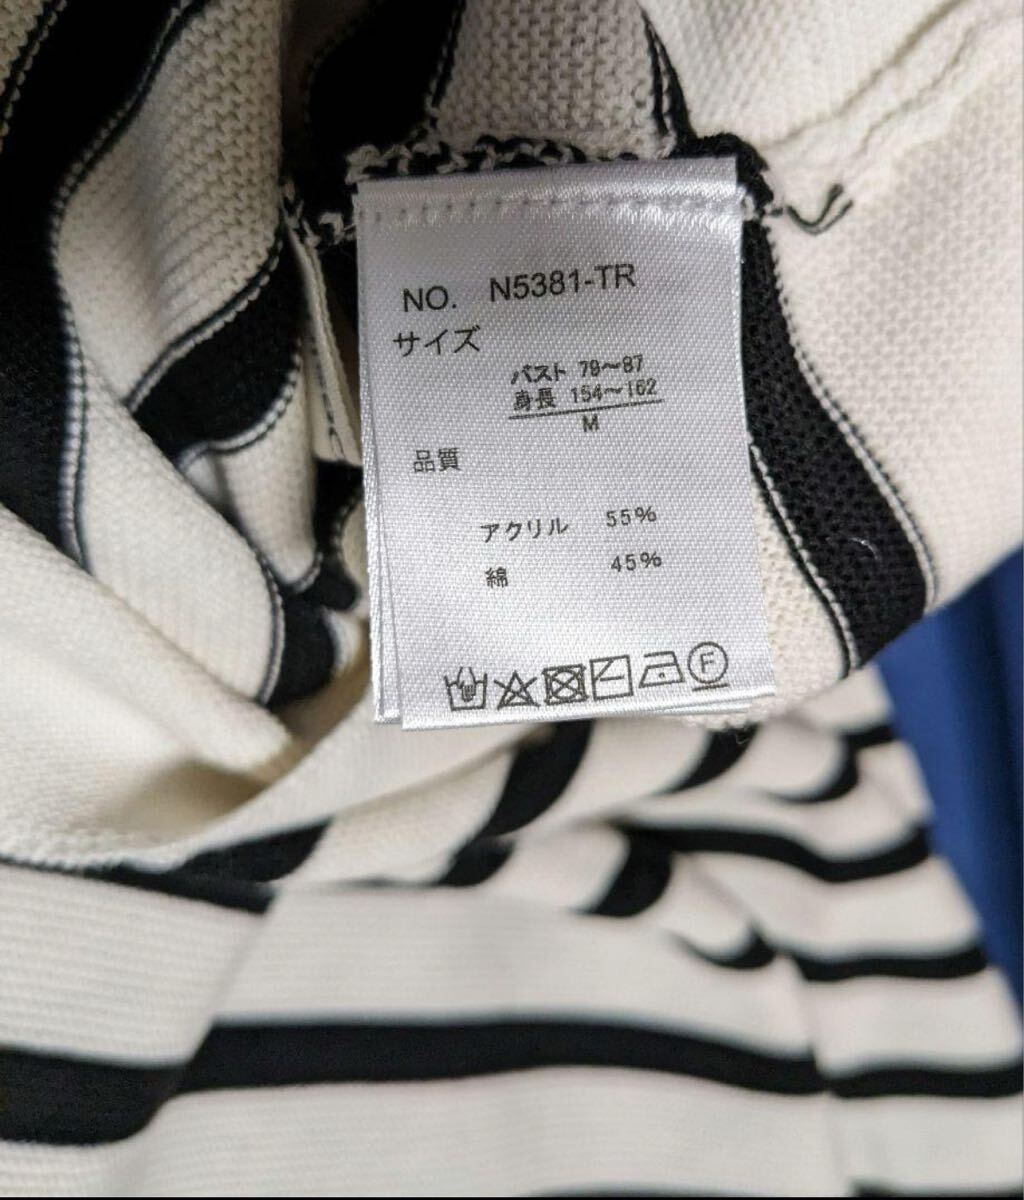 NO. N5381-TR
サイズ
バスト 79～87
身長 154～162
M
品質
アクリル 55%
綿 45%
F